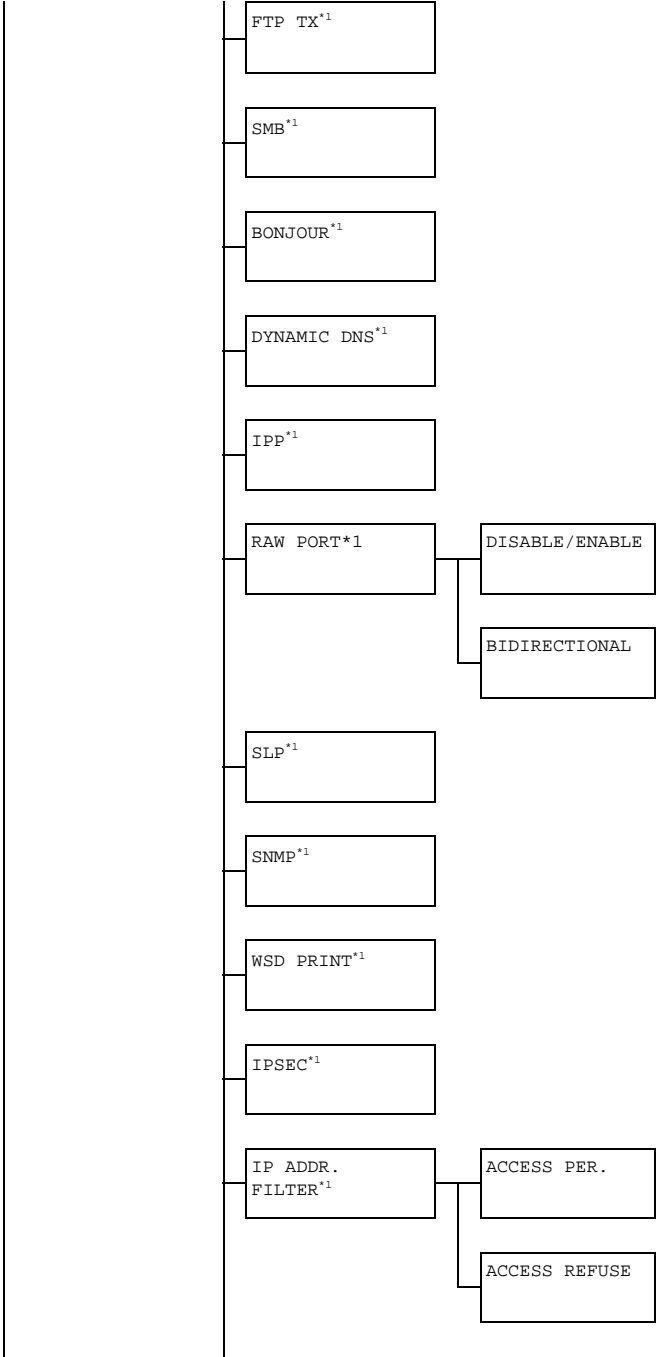 FTP TX*1
SMB*1
BONJOUR*1
DYNAMIC DNS*1
IPP*1
RAW PORT*1
DISABLE/ENABLE
BIDIRECTIONAL
SLP*1
SNMP*1
WSD PRINT*1
IPSEC*1
IP ADDR.
FILTER*1
ACCESS PER.
ACCESS REFUSE